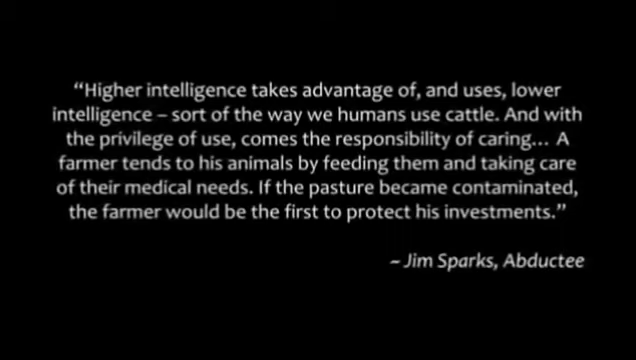 “Higher intelligence takes advantage of, and uses, lower
intelligence – sort of the way we humans use cattle. And with
the privilege of use, comes the responsibility of caring... A
farmer tends to his animals by feeding them and taking care
of their medical needs. If the pasture became contaminated,
the farmer would be the first to protect his investments.”
~ Jim Sparks, Abductee